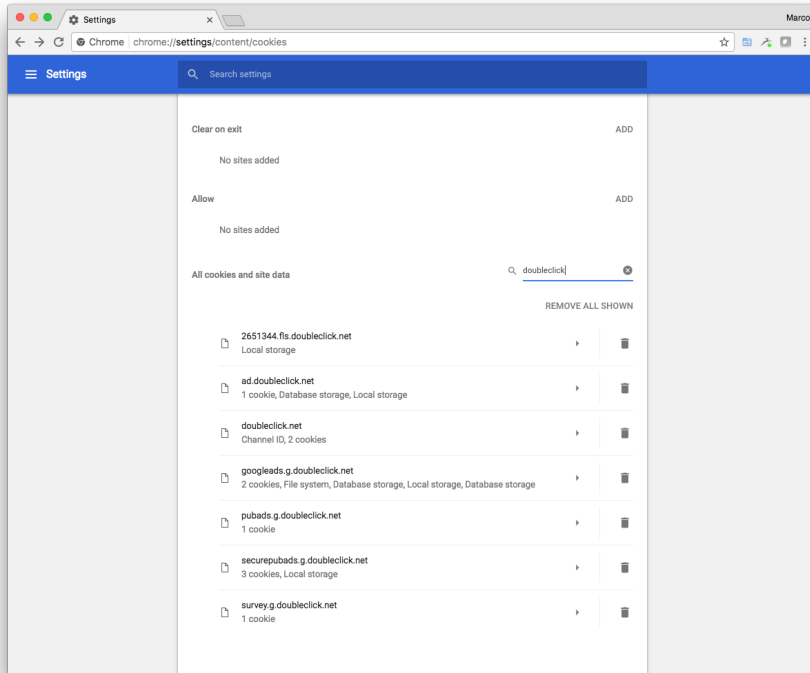 Settings
Marco
Chrome chrome://settings/content/cookies
Settings
Search settings
Clear on exit ADD
No sites added
Allow ADD
No sites added
All cookies and site data doubleclick
REMOVE ALL SHOWN
2651344.fls.doubleclick.net
Local storage
ad.doubleclick.net
1 cookie, Database storage, Local storage
doubleclick.net
Channel ID, 2 cookies
googleads.g.doubleclick.net
2 cookies, File system, Database storage, Local storage, Database storage
pubads.g.doubleclick.net
1 cookie
securepubads.g.doubleclick.net
3 cookies, Local storage
survey.g.doubleclick.net
1 cookie